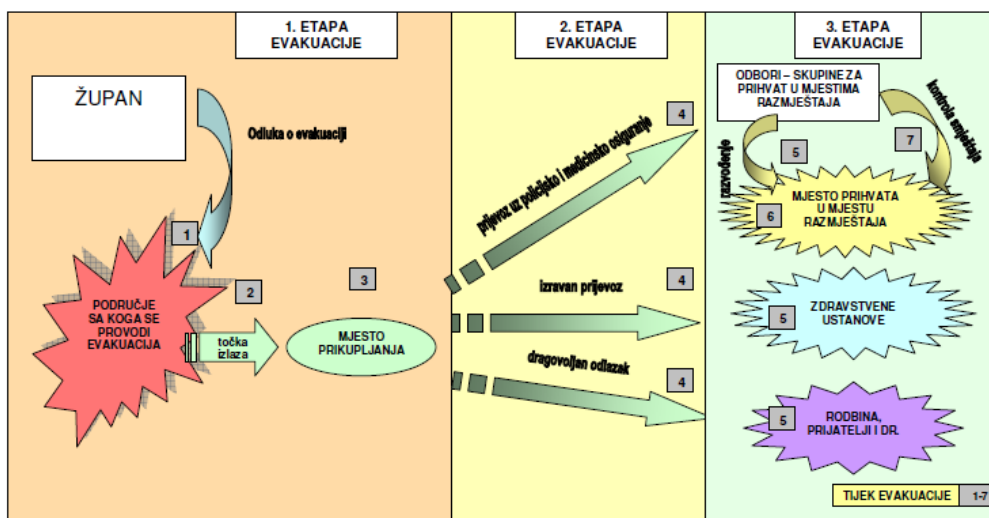 1. ETAPA
EVAKUACIJE
ŽUPAN
Odluka o evakuaciji
1
PODRUČJE
SA KOGA SE
PROVODI
EVAKUACIJA
2
točka
izlaza
3
MJESTO
PRIKUPLJANJA
2. ETAPA
EVAKUACIJE
4
prijevoz uz policijsko i medicinsko osiguranje
izravan prijevoz
4
dragovoljan odlazak
4
3. ETAPA
EVAKUACIJE
ODBORI – SKUPINE ZA
PRIHVAT U MJESTIMA
RAZMJEŠTAJA
razvođenje
5
7
kontrola smještaja
6
MJESTO PRIHVATA
U MJESTU
RAZMJEŠTAJA
5
ZDRAVSTVENE
USTANOVE
5
RODBINA,
PRIJATELJI I DR.
TIJEK EVAKUACIJE
1-7